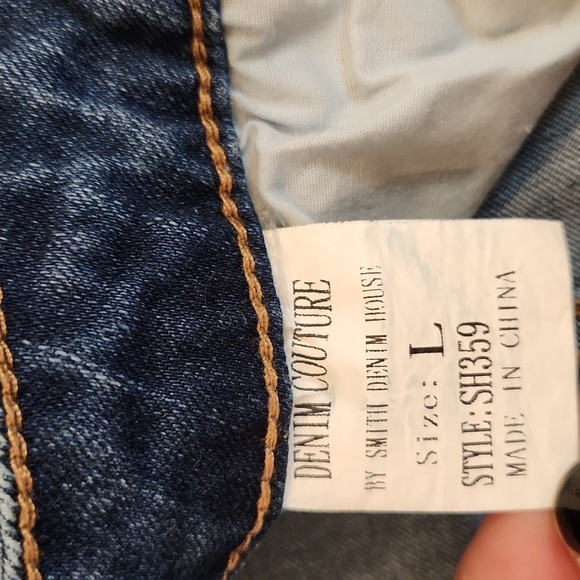 DENIM COUTURE
BY SMITH DENIM HOUSE
Size: L
STYLE:SH359
MADE IN CHINA